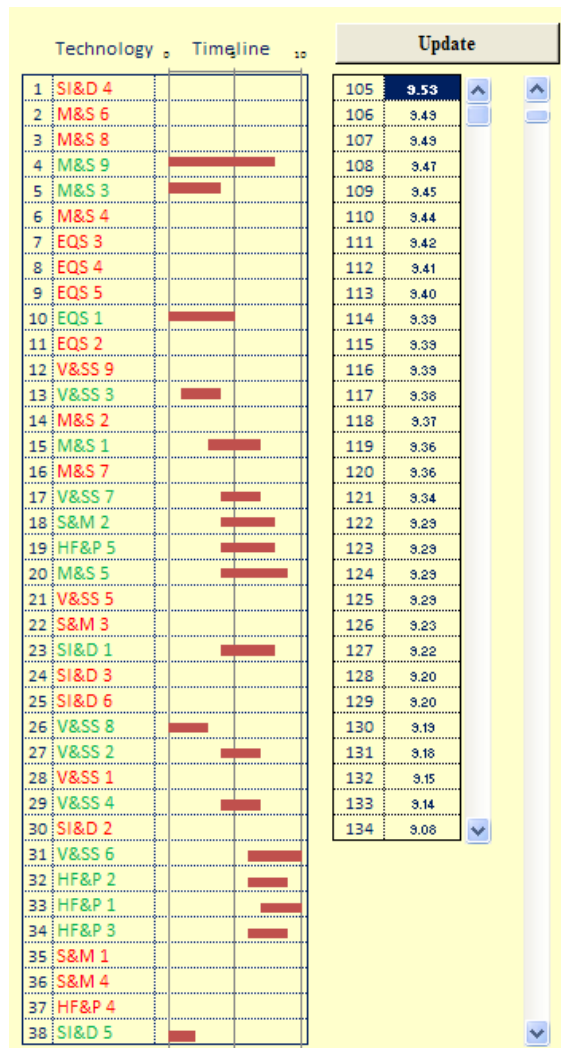 Technology 0 Timeline 10
5
Update
1 SI&D 4
2 M&S 6
3 M&S 8
4 M&S 9
5 M&S 3
6 M&S 4
7 EQS 3
8 EQS 4
9 EQS 5
10 EQS 1
11 EQS 2
12 V&SS 9
13 V&SS 3
14 M&S 2
15 M&S 1
16 M&S 7
17 V&SS 7
18 S&M 2
19 HF&P 5
20 M&S 5
21 V&SS 5
22 S&M 3
23 SI&D 1
24 SI&D 3
25 SI&D 6
26 V&SS 8
27 V&SS 2
28 V&SS 1
29 V&SS 4
30 SI&D 2
31 V&SS 6
32 HF&P 2
33 HF&P 1
34 HF&P 3
35 S&M 1
36 S&M 4
37 HF&P 4
38 SI&D 5
105 9.53
106 9.49
107 9.49
108 9.47
109 9.45
110 9.44
111 9.42
112 9.41
113 9.40
114 9.39
115 9.39
116 9.39
117 9.38
118 9.37
119 9.36
120 9.36
121 9.34
122 9.29
123 9.29
124 9.29
125 9.29
126 9.23
127 9.22
128 9.20
129 9.20
130 9.19
131 9.18
132 9.15
133 9.14
134 9.08